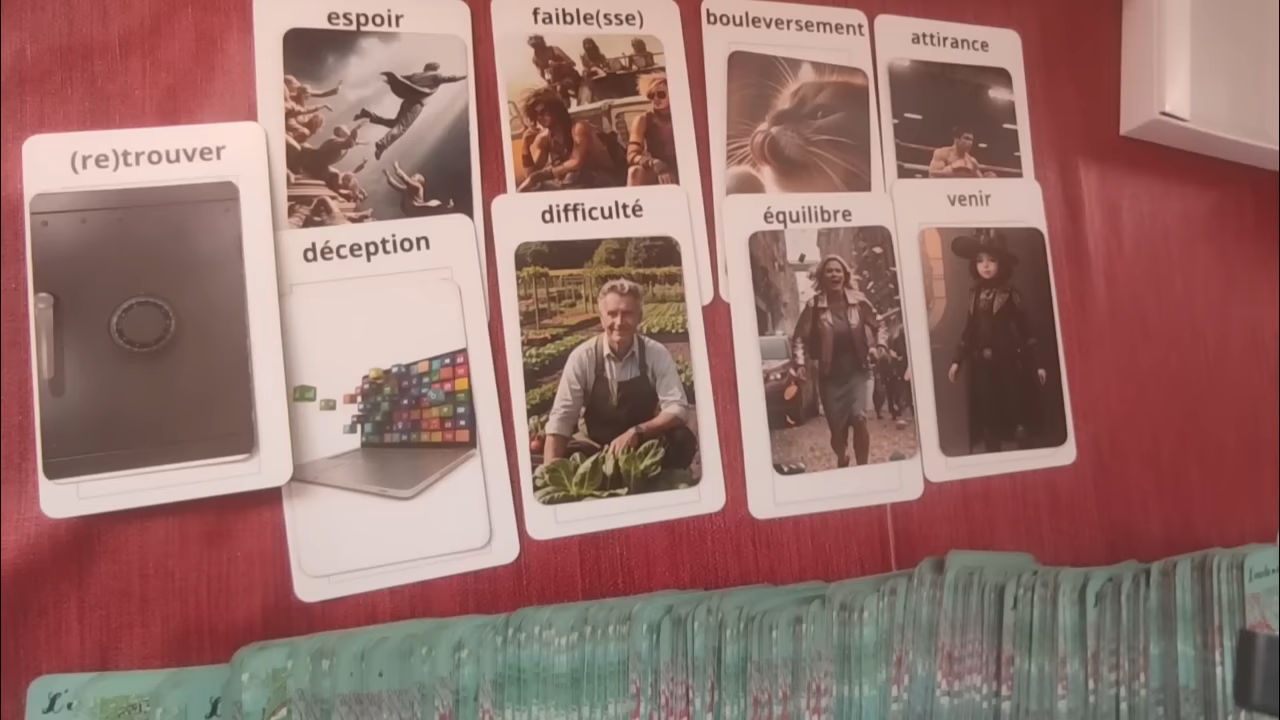 espoir
faible(sse)
bouleversement
attirance
(re)trouver
déception
difficulté
équilibre
venir